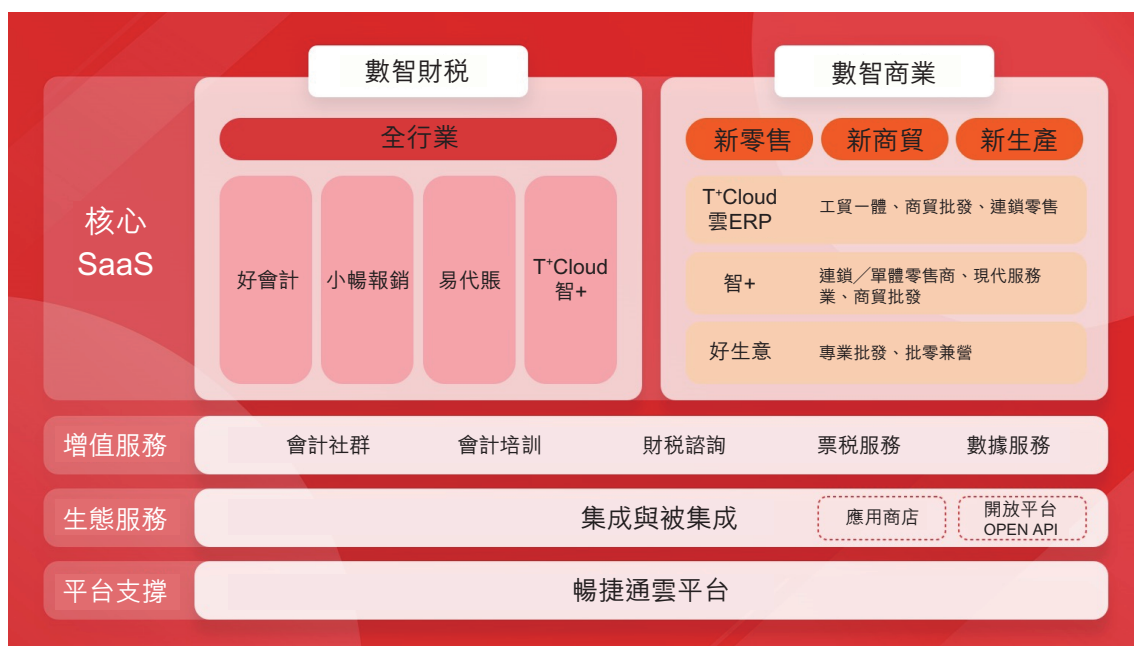 數智財税
數智商業
核心
SaaS
全行業
好會計
小暢報銷
易代賬
T⁺Cloud
智+
新零售
新商貿
新生產
T⁺Cloud
雲ERP
工貿一體、商貿批發、連鎖零售
智+
連鎖╱單體零售商、現代服務
業、商貿批發
好生意
專業批發、批零兼營
增值服務
會計社群
會計培訓
財税諮詢
票税服務
數據服務
生態服務
集成與被集成
應用商店
開放平台
OPEN API
平台支撐
暢捷通雲平台